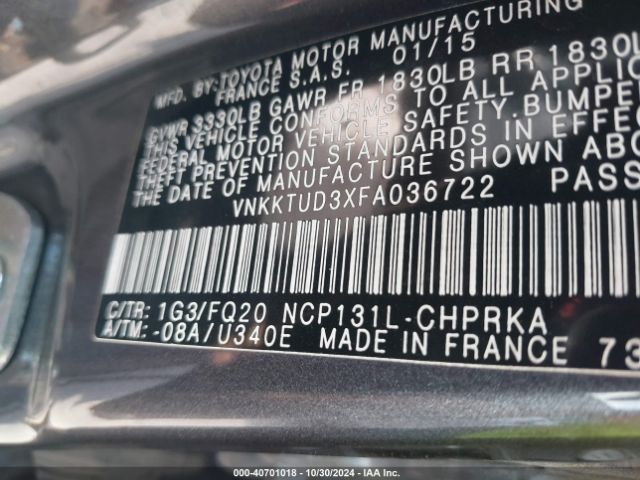 MFD. BY:TOYOTA MOTOR MANUFACTURING
FRANCE S.A.S. 01/15
GVWR 3330LB GAWR FR 1830LB RR 1830L
THIS VEHICLE CONFORMS TO ALL APPLIC
FEDERAL MOTOR VEHICLE SAFETY,BUMPE
THEFT PREVENTION STANDARDS IN EFFEC
DATE OF MANUFACTURE SHOWN ABO
VNKKTUD3XFA036722 PASS
C/TR: 1G3/FQ20 NCP131L-CHPRKA
A/TM: -08A/U340E MADE IN FRANCE 73
000-40701018 - 10/30/2024 - IAA Inc.